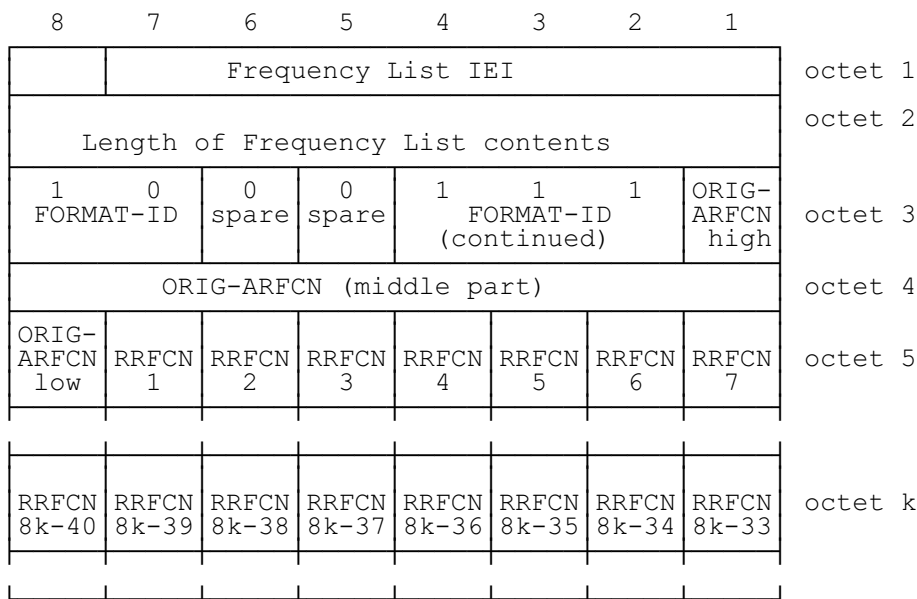 8 7 6 5 4 3 2 1
Frequency List IEI octet 1
octet 2
Length of Frequency List contents
1 0 0 0 1 1 1 ORIG-
FORMAT-ID spare spare FORMAT-ID ARFCN octet 3
(continued) high
ORIG-ARFCN (middle part) octet 4
ORIG-
ARFCN RRFCN RRFCN RRFCN RRFCN RRFCN RRFCN RRFCN octet 5
low 1 2 3 4 5 6 7
RRFCN RRFCN RRFCN RRFCN RRFCN RRFCN RRFCN RRFCN octet k
8k-40 8k-39 8k-38 8k-37 8k-36 8k-35 8k-34 8k-33